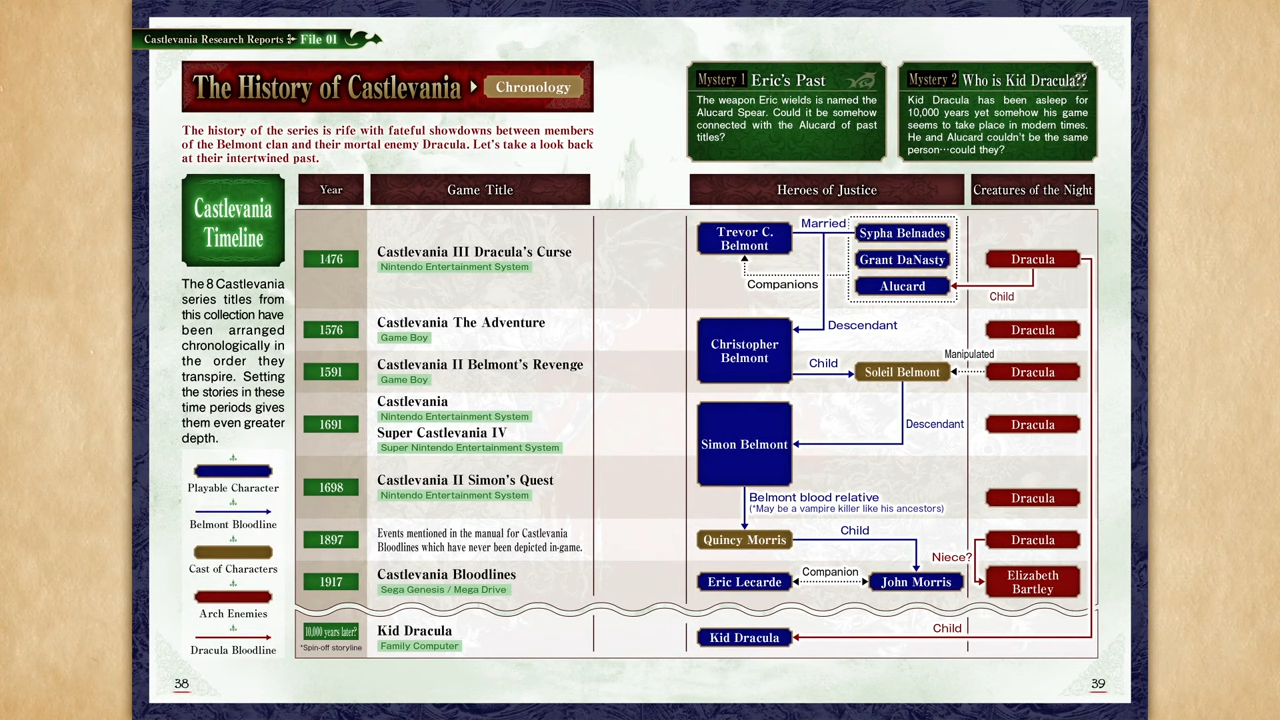 Castlevania Research Reports File 01
The History of Castlevania
Chronology
The history of the series is rife with fateful showdowns between members
of the Belmont clan and their mortal enemy Dracula. Let's take a look back
at their intertwined past.
Mystery 1 Eric's Past
The weapon Eric wields is named the
Alucard Spear. Could it be somehow
connected with the Alucard of past
titles?
Mystery 2 Who is Kid Dracula??
Kid Dracula has been asleep for
10,000 years yet somehow his game
seems to take place in modern times.
He and Alucard couldn't be the same
person⋯could they?
Castlevania
Timeline
The 8 Castlevania
series titles from
this collection have
been arranged
chronologically in
the order they
transpire. Setting
the stories in these
time periods gives
them even greater
depth.
Playable Character
Belmont Bloodline
Cast of Characters
Arch Enemies
Dracula Bloodline
Year
Game Title
Heroes of Justice
Creatures of the Night
1476
Castlevania III Dracula's Curse
Nintendo Entertainment System
Trevor C.
Belmont
Married
Sypha Belnades
Grant DaNasty
Alucard
Companions
Dracula
Child
1576
Castlevania The Adventure
Game Boy
Christopher
Belmont
Descendant
Dracula
1591
Castlevania II Belmont's Revenge
Game Boy
Child
Soleil Belmont
Manipulated
Dracula
1691
Castlevania
Nintendo Entertainment System
Super Castlevania IV
Super Nintendo Entertainment System
Simon Belmont
Descendant
Dracula
1698
Castlevania II Simon's Quest
Nintendo Entertainment System
Belmont blood relative
(*May be a vampire killer like his ancestors)
Dracula
1897
Events mentioned in the manual for Castlevania
Bloodlines which have never been depicted in-game.
Quincy Morris
Child
Dracula
Niece?
1917
Castlevania Bloodlines
Sega Genesis / Mega Drive
Eric Lecarde
Companion
John Morris
Elizabeth
Bartley
10,000 years later?
*Spin-off storyline
Kid Dracula
Family Computer
Kid Dracula
Child
38
39